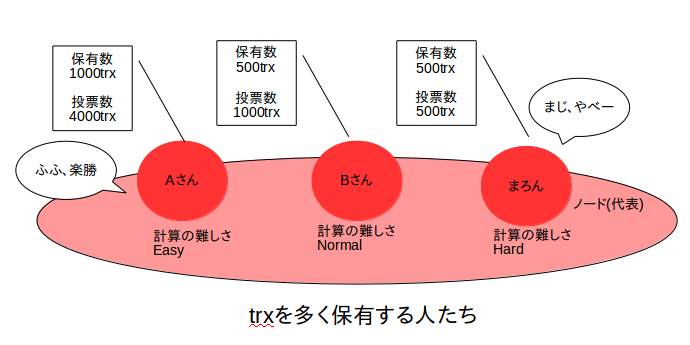 保有数
1000trx
投票数
4000trx
保有数
500trx
投票数
1000trx
保有数
500trx
投票数
500trx
まじ、やべー
ふふ、楽勝
Aさん
Bさん
まろん
ノード(代表)
計算の難しさ
Easy
計算の難しさ
Normal
計算の難しさ
Hard
trxを多く保有する人たち